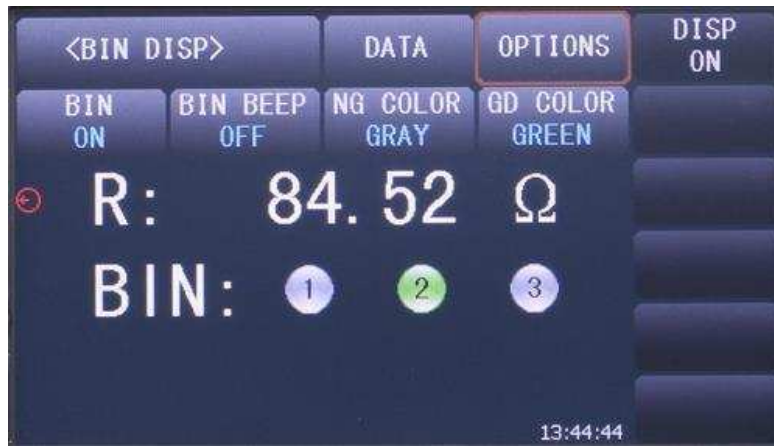 <BIN DISP> DATA OPTIONS DISP ON
BIN ON BIN BEEP OFF NG COLOR GRAY GD COLOR GREEN
R: 84.52 Ω
BIN: 1 2 3
13:44:44